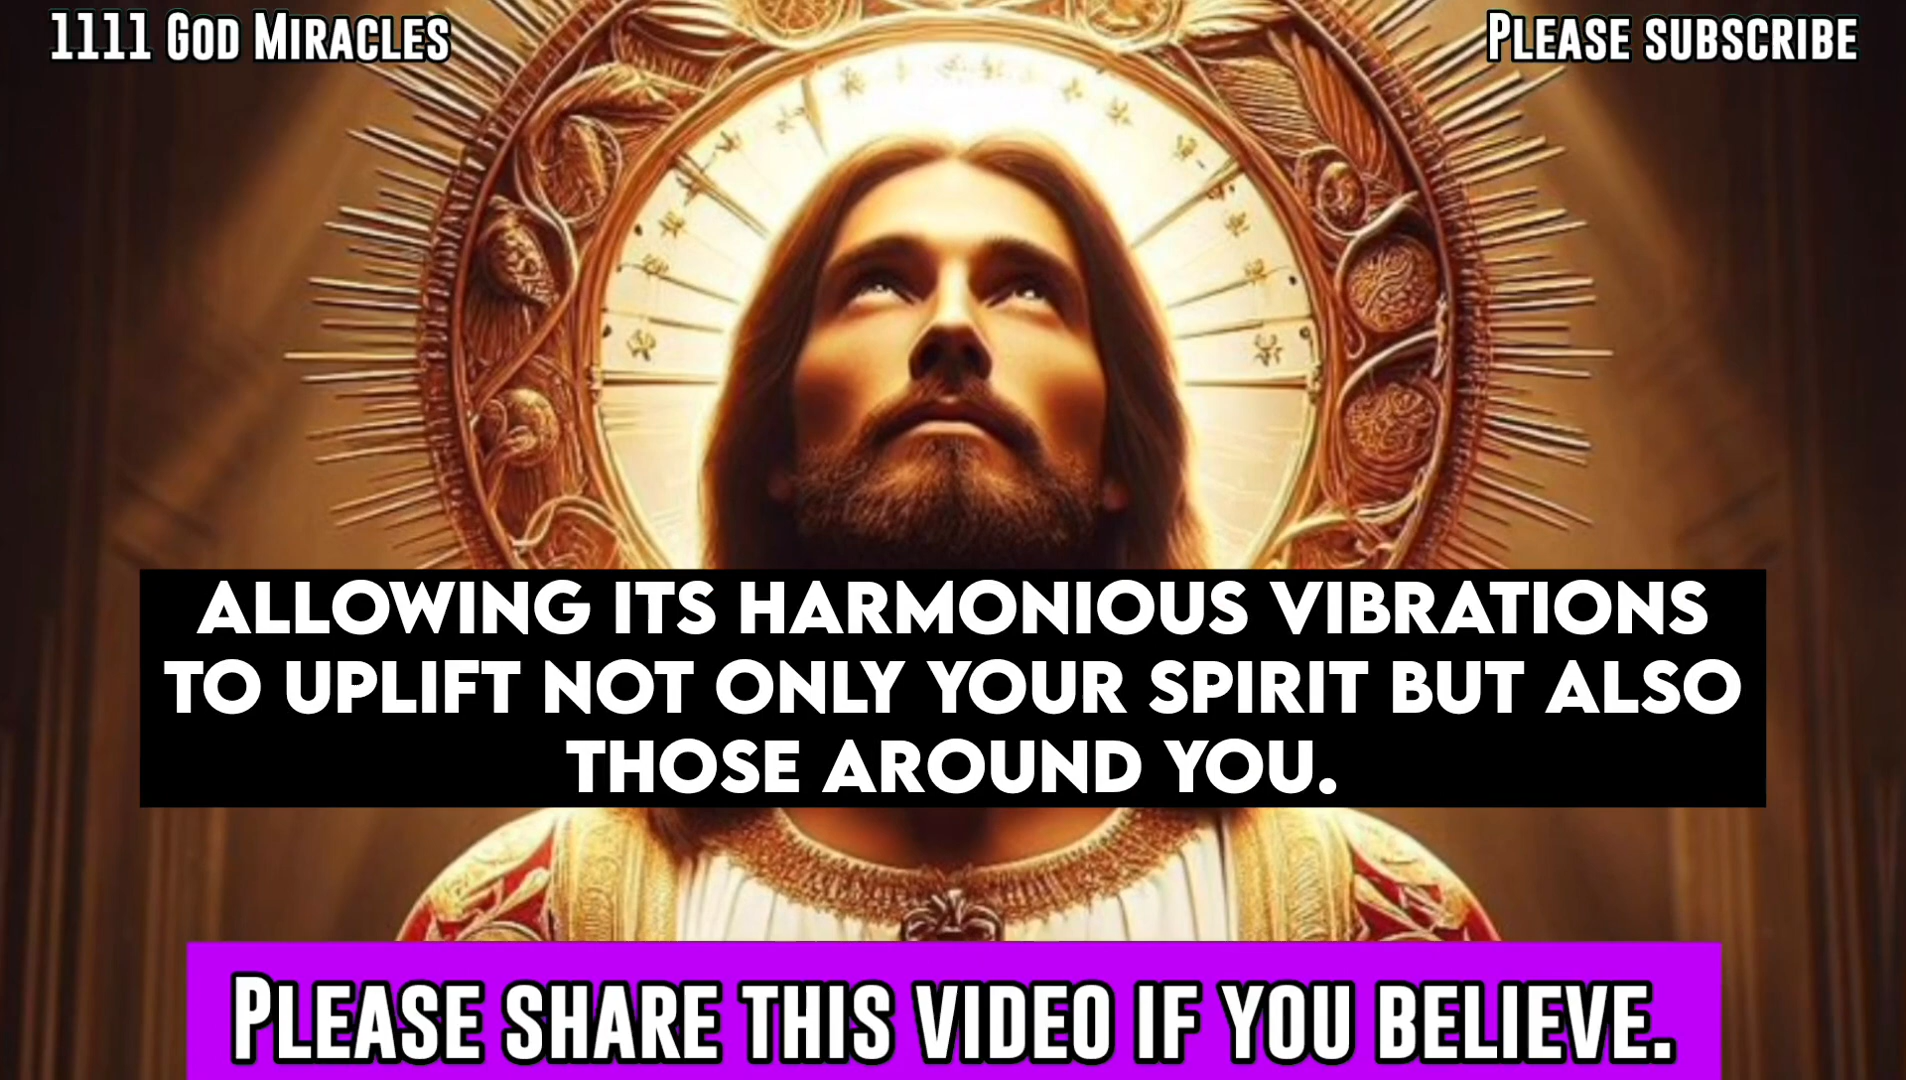 1111 God Miracles
Please subscribe
ALLOWING ITS HARMONIOUS VIBRATIONS
TO UPLIFT NOT ONLY YOUR SPIRIT BUT ALSO
THOSE AROUND YOU.
Please share this video if you believe.